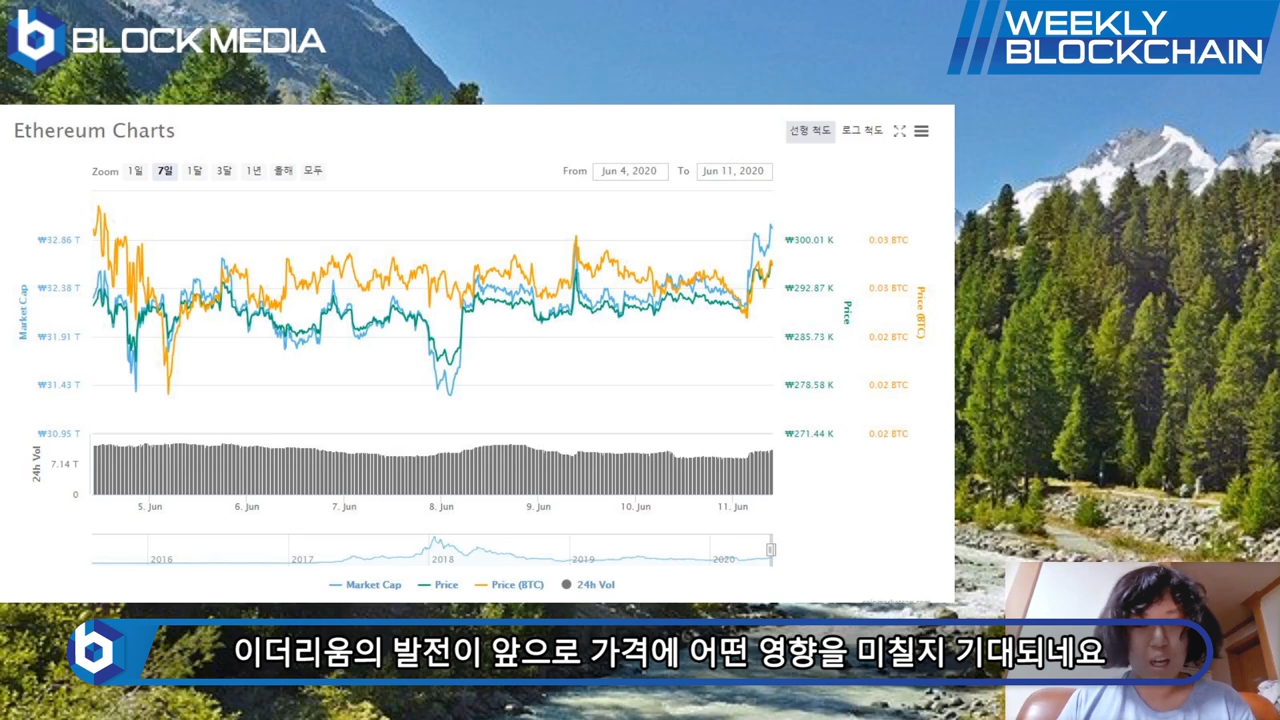 BLOCK MEDIA
WEEKLY
BLOCKCHAIN
Ethereum Charts
선형 척도 로그 척도
Zoom 1일 7일 1달 3달 1년 올해 모두
From Jun 4, 2020 To Jun 11, 2020
₩32.86 T ₩300.01 K 0.03 BTC
₩32.38 T ₩292.87 K 0.03 BTC
₩31.91 T ₩285.73 K 0.02 BTC
₩31.43 T ₩278.58 K 0.02 BTC
₩30.95 T ₩271.44 K 0.02 BTC
Market Cap
Price
Price (BTC)
24h Vol
7.14 T
0
5. Jun 6. Jun 7. Jun 8. Jun 9. Jun 10. Jun 11. Jun
2016 2017 2018 2019 2020
Market Cap Price Price (BTC) 24h Vol
이더리움의 발전이 앞으로 가격에 어떤 영향을 미칠지 기대되네요